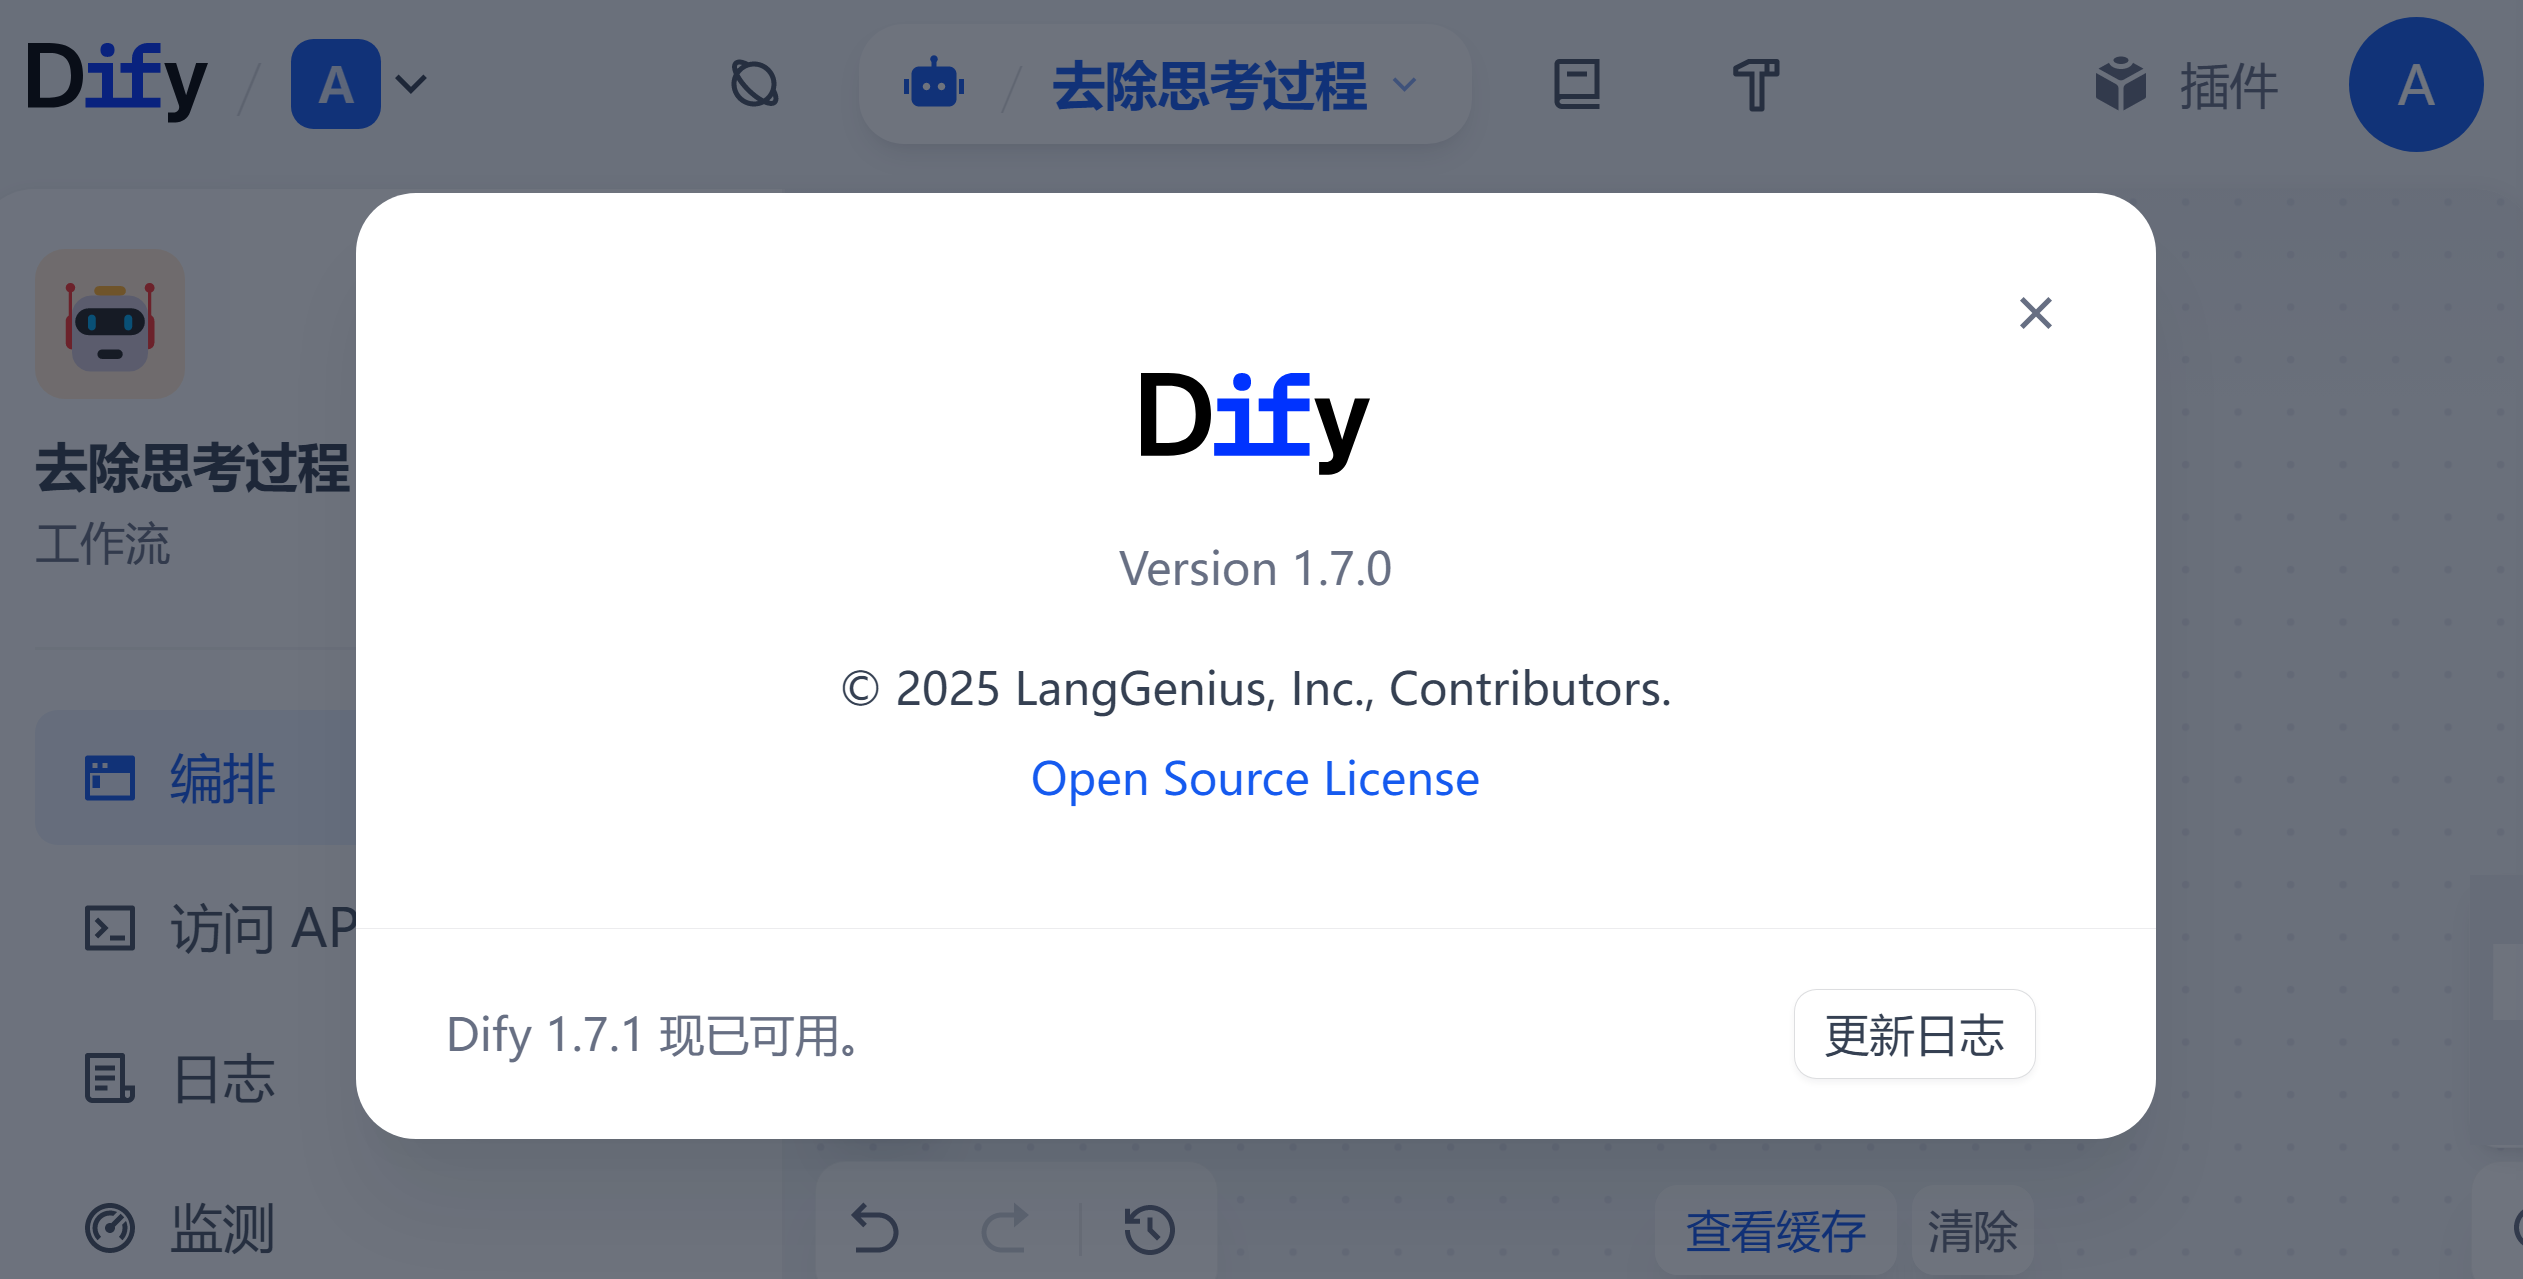 Dify / A
去除思考过程
插件
A
去除思考过程
工作流
编排
访问 AP
日志
监测
Dify
Version 1.7.0
© 2025 LangGenius, Inc., Contributors.
Open Source License
Dify 1.7.1 现已可用。
更新日志
查看缓存
清除